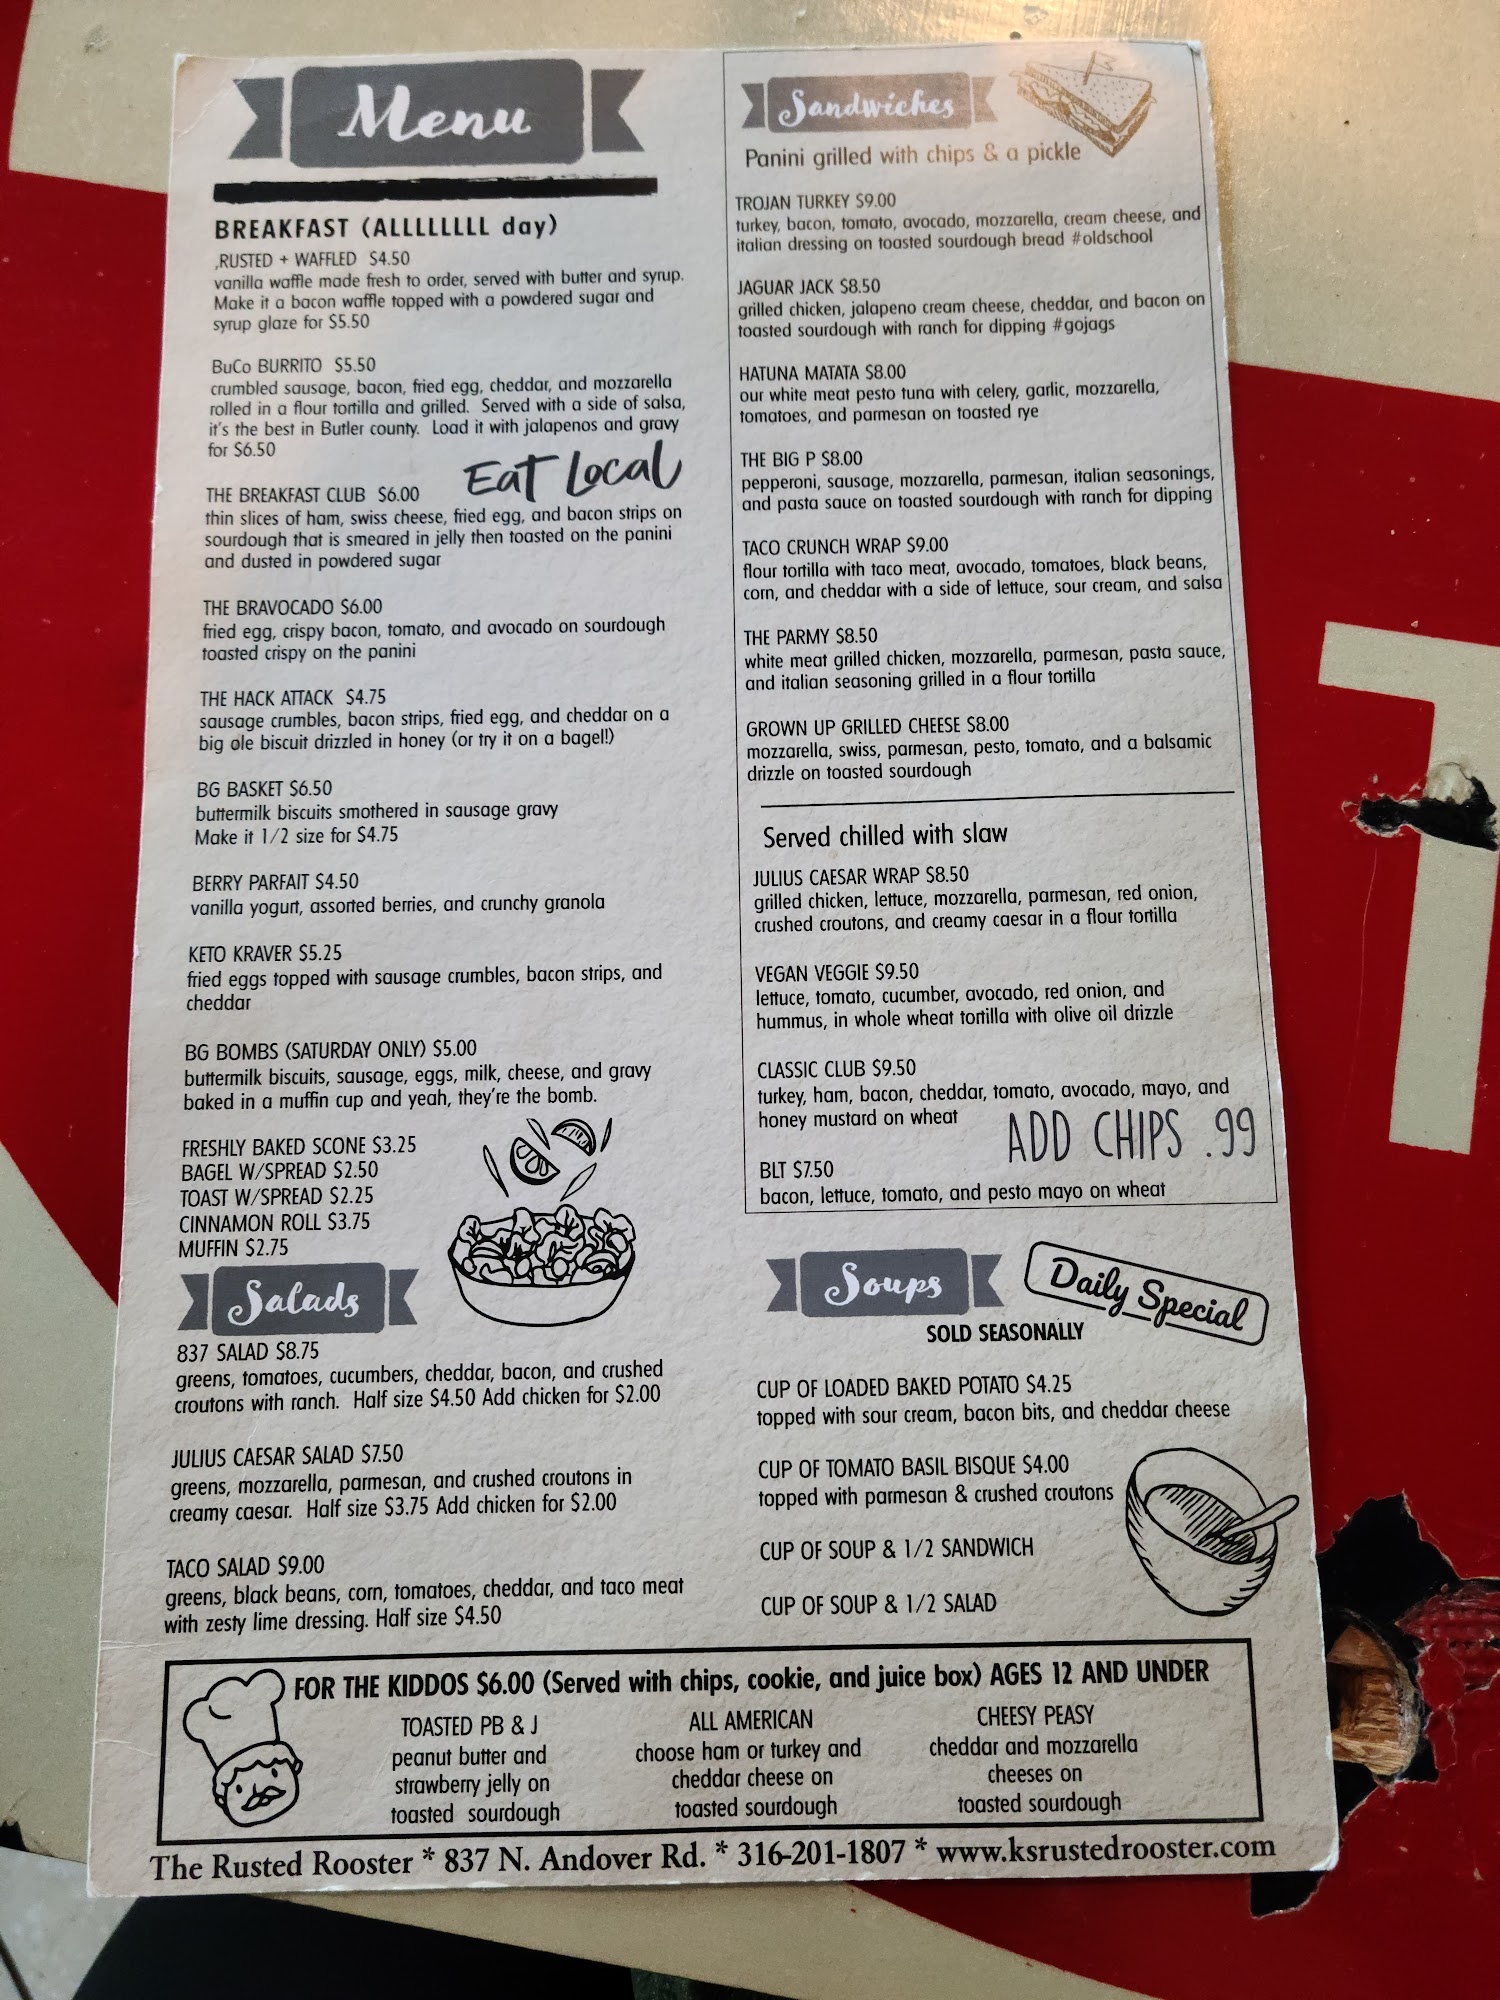 Menu
BREAKFAST (ALLLLLLLL day)
,RUSTED + WAFFLED $4.50
vanilla waffle made fresh to order, served with butter and syrup.
Make it a bacon waffle topped with a powdered sugar and
syrup glaze for $5.50
BuCo BURRITO $5.50
crumbled sausage, bacon, fried egg, cheddar, and mozzarella
rolled in a flour tortilla and grilled. Served with a side of salsa,
it's the best in Butler county. Load it with jalapenos and gravy
for $6.50
Eat Local
THE BREAKFAST CLUB $6.00
thin slices of ham, swiss cheese, fried egg, and bacon strips on
sourdough that is smeared in jelly then toasted on the panini
and dusted in powdered sugar
THE BRAVOCADO $6.00
fried egg, crispy bacon, tomato, and avocado on sourdough
toasted crispy on the panini
THE HACK ATTACK $4.75
sausage crumbles, bacon strips, fried egg, and cheddar on a
big ole biscuit drizzled in honey (or try it on a bagel!)
BG BASKET $6.50
buttermilk biscuits smothered in sausage gravy
Make it 1/2 size for $4.75
BERRY PARFAIT $4.50
vanilla yogurt, assorted berries, and crunchy granola
KETO KRAVER $5.25
fried eggs topped with sausage crumbles, bacon strips, and
cheddar
BG BOMBS (SATURDAY ONLY) $5.00
buttermilk biscuits, sausage, eggs, milk, cheese, and gravy
baked in a muffin cup and yeah, they're the bomb.
FRESHLY BAKED SCONE $3.25
BAGEL W/SPREAD $2.50
TOAST W/SPREAD $2.25
CINNAMON ROLL $3.75
MUFFIN $2.75
Salads
837 SALAD $8.75
greens, tomatoes, cucumbers, cheddar, bacon, and crushed
croutons with ranch. Half size $4.50 Add chicken for $2.00
JULIUS CAESAR SALAD $7.50
greens, mozzarella, parmesan, and crushed croutons in
creamy caesar. Half size $3.75 Add chicken for $2.00
TACO SALAD $9.00
greens, black beans, corn, tomatoes, cheddar, and taco meat
with zesty lime dressing. Half size $4.50
Sandwiches
Panini grilled with chips & a pickle
TROJAN TURKEY $9.00
turkey, bacon, tomato, avocado, mozzarella, cream cheese, and
italian dressing on toasted sourdough bread #oldschool
JAGUAR JACK $8.50
grilled chicken, jalapeno cream cheese, cheddar, and bacon on
toasted sourdough with ranch for dipping #gojags
HATUNA MATATA $8.00
our white meat pesto tuna with celery, garlic, mozzarella,
tomatoes, and parmesan on toasted rye
THE BIG P $8.00
pepperoni, sausage, mozzarella, parmesan, italian seasonings,
and pasta sauce on toasted sourdough with ranch for dipping
TACO CRUNCH WRAP $9.00
flour tortilla with taco meat, avocado, tomatoes, black beans,
corn, and cheddar with a side of lettuce, sour cream, and salsa
THE PARMY $8.50
white meat grilled chicken, mozzarella, parmesan, pasta sauce,
and italian seasoning grilled in a flour tortilla
GROWN UP GRILLED CHEESE $8.00
mozzarella, swiss, parmesan, pesto, tomato, and a balsamic
drizzle on toasted sourdough
Served chilled with slaw
JULIUS CAESAR WRAP $8.50
grilled chicken, lettuce, mozzarella, parmesan, red onion,
crushed croutons, and creamy caesar in a flour tortilla
VEGAN VEGGIE $9.50
lettuce, tomato, cucumber, avocado, red onion, and
hummus, in whole wheat tortilla with olive oil drizzle
CLASSIC CLUB $9.50
turkey, ham, bacon, cheddar, tomato, avocado, mayo, and
honey mustard on wheat
ADD CHIPS .99
BLT $7.50
bacon, lettuce, tomato, and pesto mayo on wheat
Soups
Daily Special
SOLD SEASONALLY
CUP OF LOADED BAKED POTATO $4.25
topped with sour cream, bacon bits, and cheddar cheese
CUP OF TOMATO BASIL BISQUE $4.00
topped with parmesan & crushed croutons
CUP OF SOUP & 1/2 SANDWICH
CUP OF SOUP & 1/2 SALAD
FOR THE KIDDOS $6.00 (Served with chips, cookie, and juice box) AGES 12 AND UNDER
TOASTED PB & J
peanut butter and
strawberry jelly on
toasted sourdough
ALL AMERICAN
choose ham or turkey and
cheddar cheese on
toasted sourdough
CHEESY PEASY
cheddar and mozzarella
cheeses on
toasted sourdough
The Rusted Rooster * 837 N. Andover Rd. * 316-201-1807 * www.ksrustedrooster.com